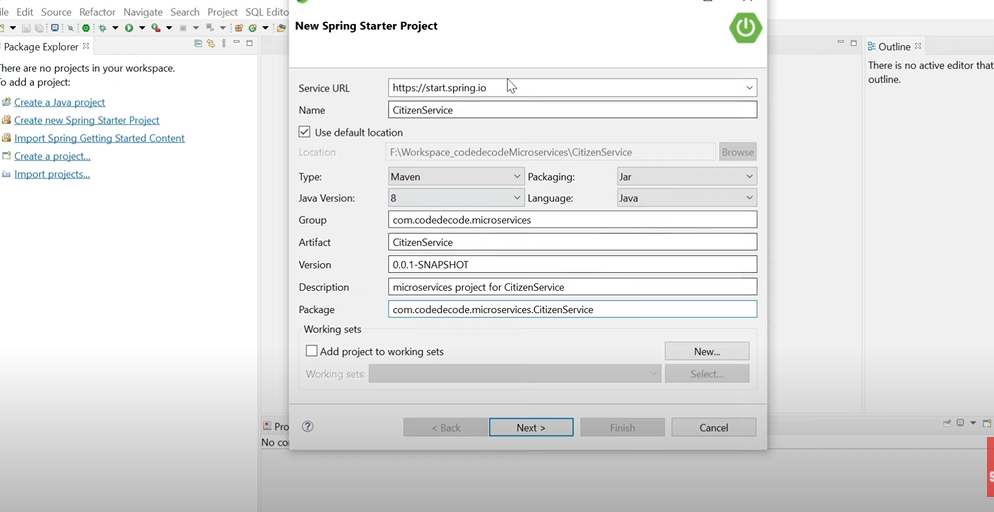 Edit Source Refactor Navigate Search Project SQL Edito
Package Explorer
There are no projects in your workspace.
To add a project:
Create a Java project
Create new Spring Starter Project
Import Spring Getting Started Content
Create a project...
Import projects...
New Spring Starter Project
Service URL https://start.spring.io
Name CitizenService
Use default location
Location F:\Workspace_codedecodeMicroservices\CitizenService Browse
Type: Maven Packaging: Jar
Java Version: 8 Language: Java
Group com.codedecode.microservices
Artifact CitizenService
Version 0.0.1-SNAPSHOT
Description microservices project for CitizenService
Package com.codedecode.microservices.CitizenService
Working sets
Add project to working sets New...
Working sets: Select...
? < Back Next > Finish Cancel
Outline
There is no active editor that
outline.
Pro
No co